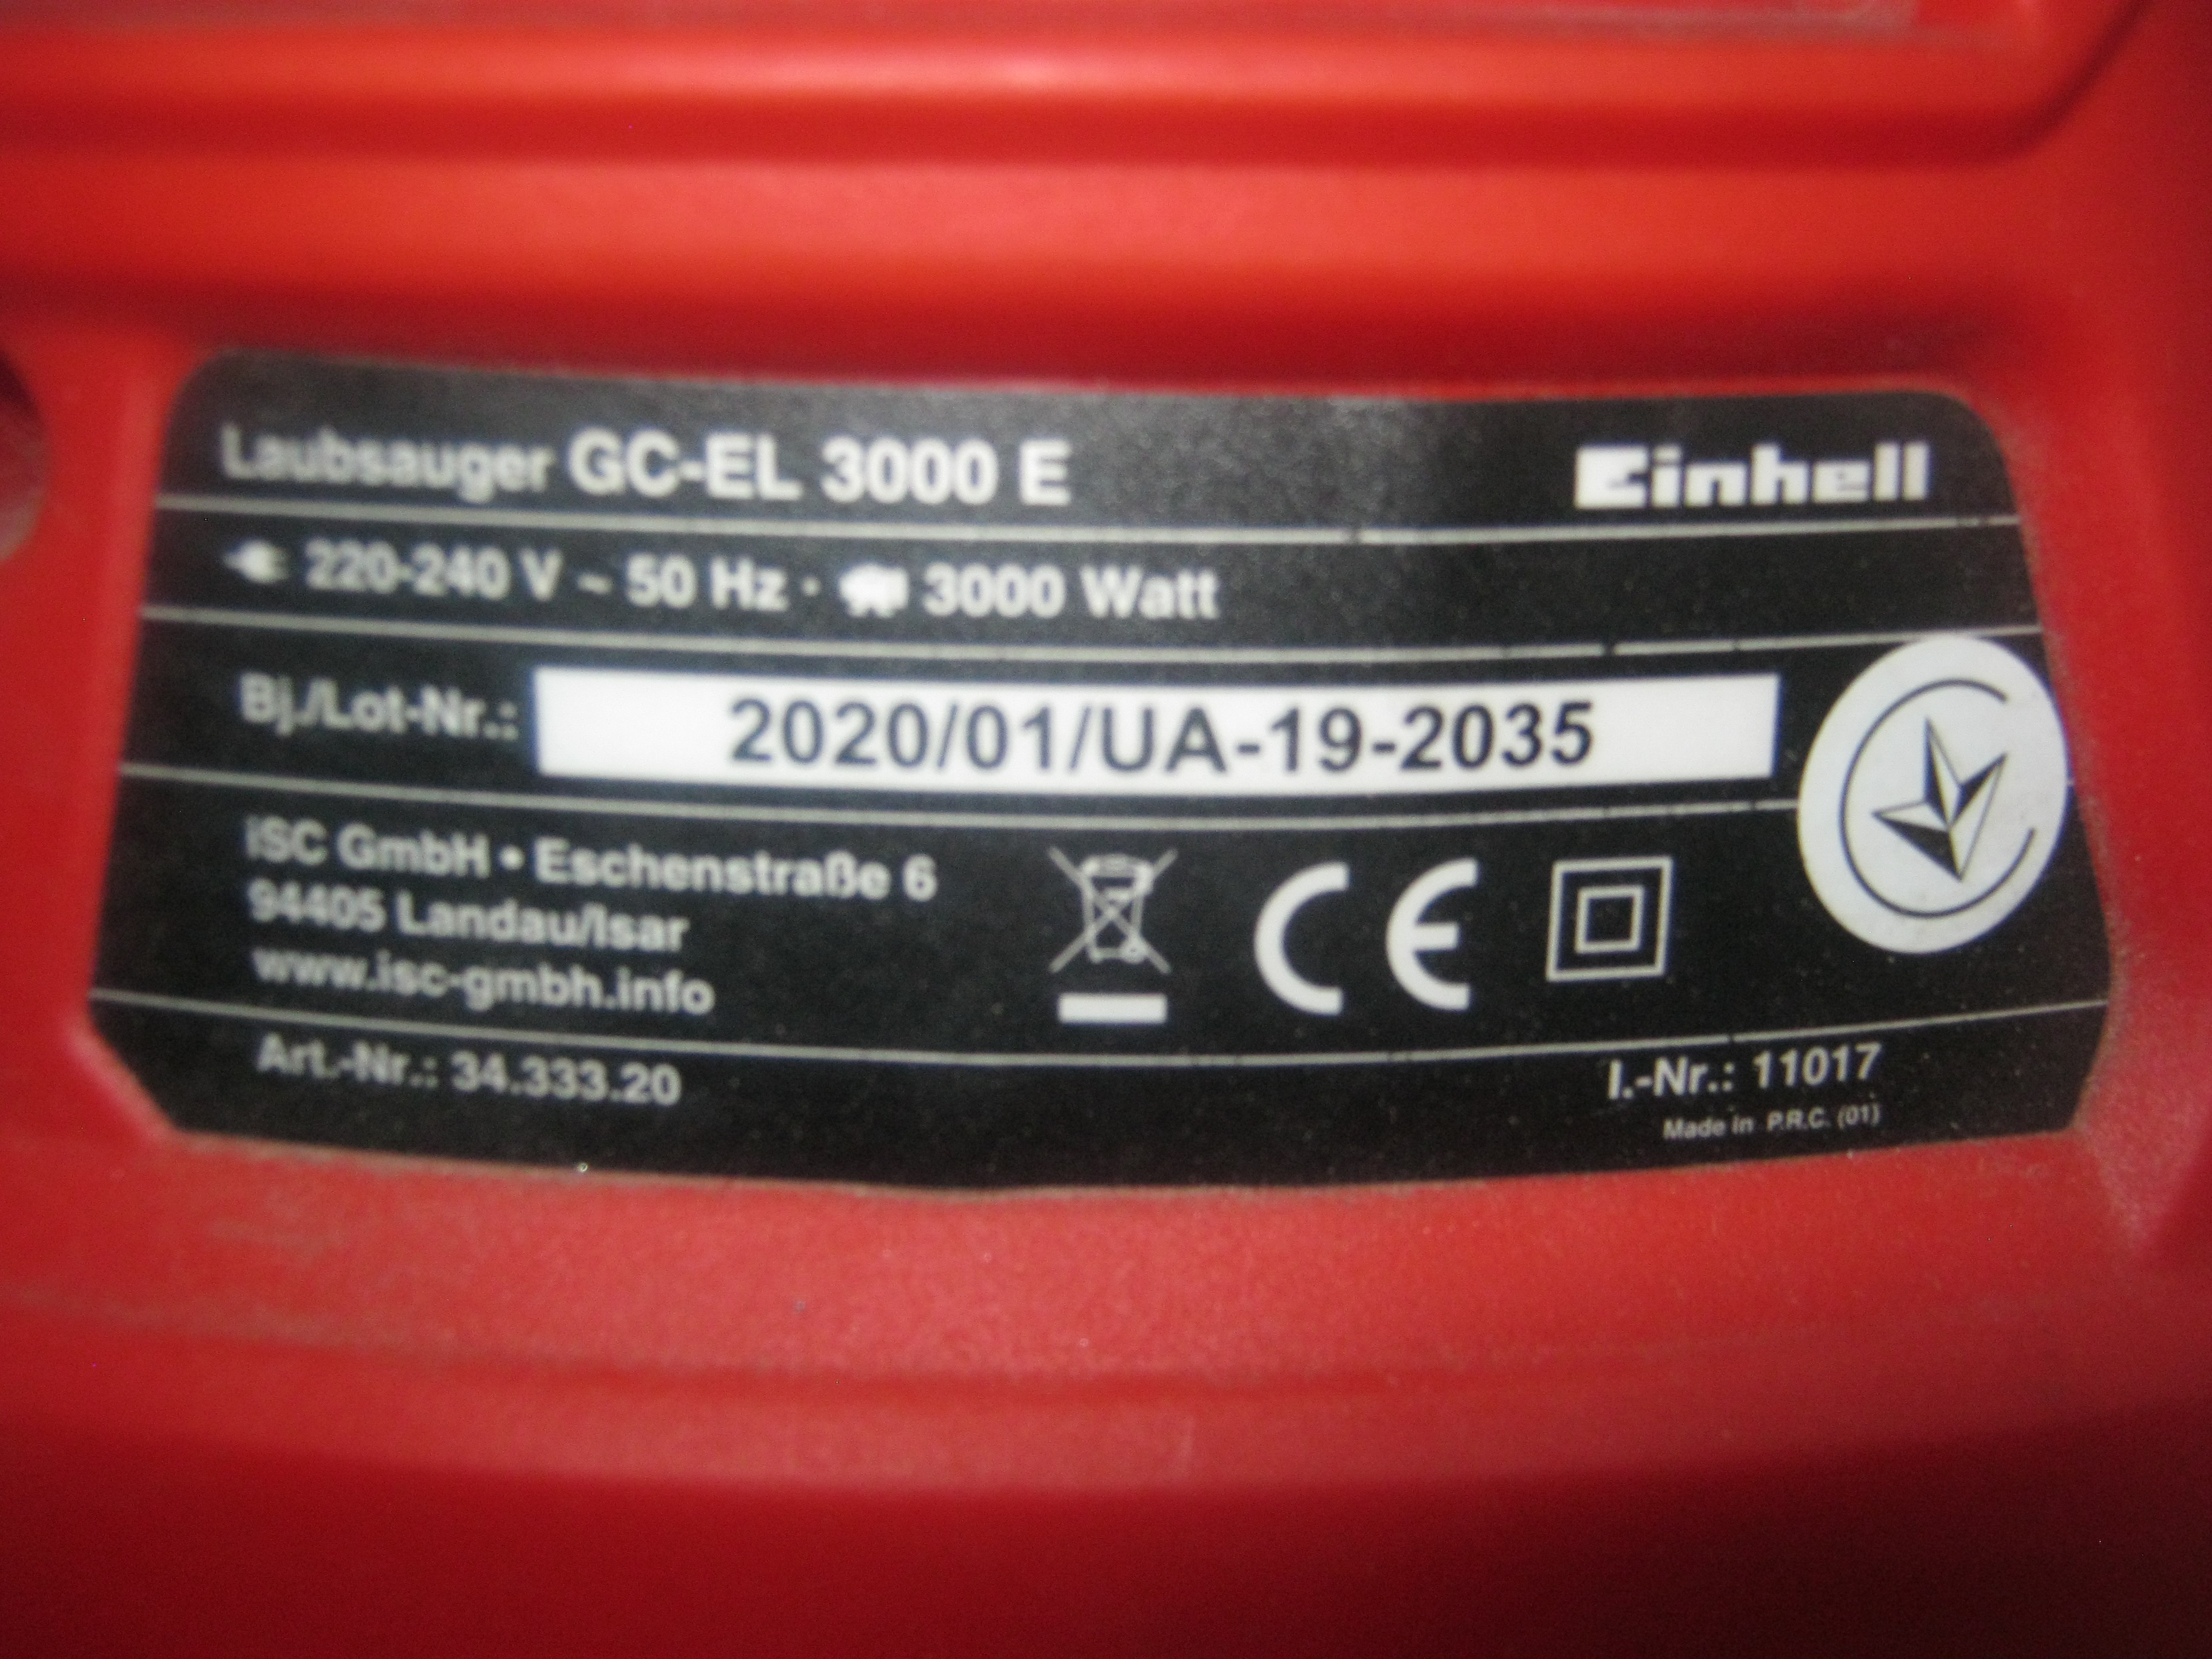 Laubsauger GC-EL 3000 E
Einhell
220-240 V ~ 50 Hz · 3000 Watt
Bj./Lot-Nr.: 2020/01/UA-19-2035
iSC GmbH • Eschenstraße 6
94405 Landau/Isar
www.isc-gmbh.info
CE
Art.-Nr.: 34.333.20
I.-Nr.: 11017
Made in P.R.C. (01)